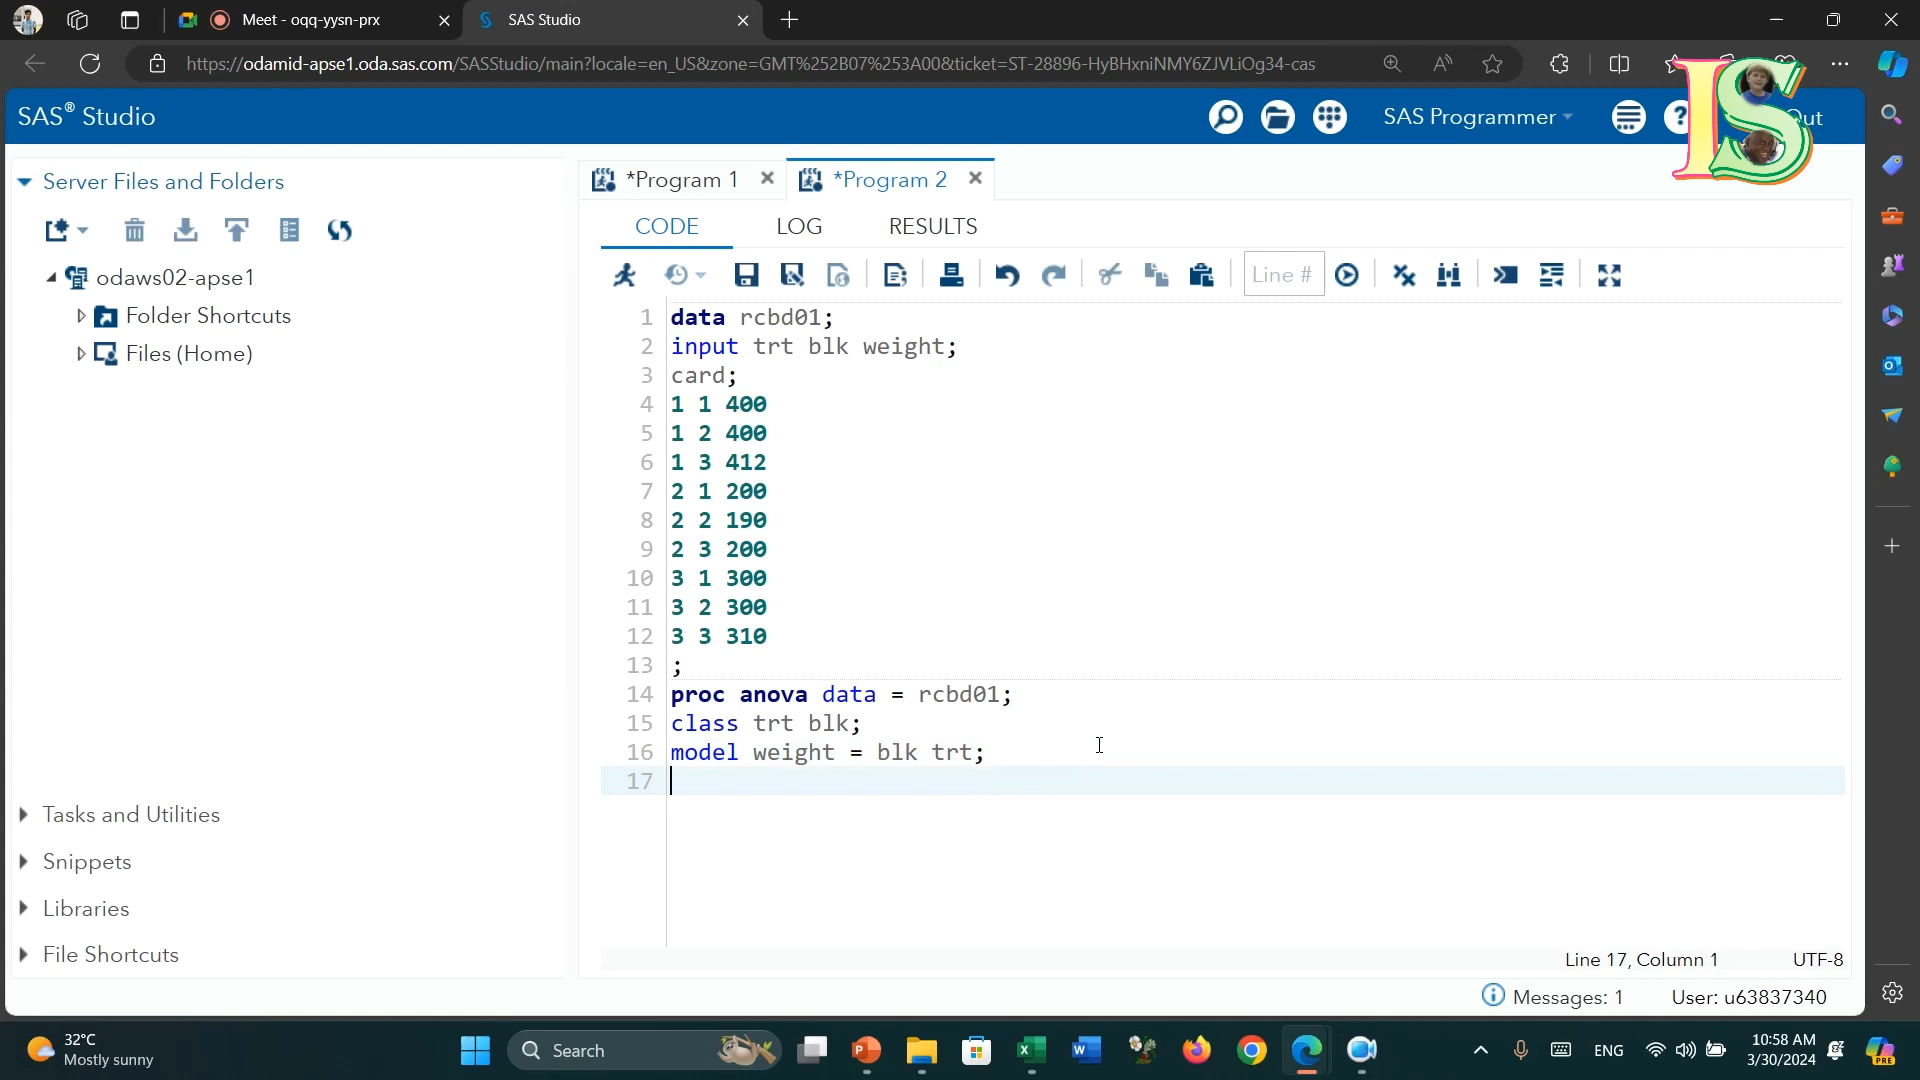 Meet - oqq-yysn-prx
SAS Studio
https://odamid-apse1.oda.sas.com/SASStudio/main?locale=en_US&zone=GMT%252B07%253A00&ticket=ST-28896-HyBHxniNMY6ZJVLiOg34-cas
SAS® Studio
SAS Programmer
Out
IS
Server Files and Folders
odaws02-apse1
Folder Shortcuts
Files (Home)
Tasks and Utilities
Snippets
Libraries
File Shortcuts
*Program 1
*Program 2
CODE
LOG
RESULTS
Line #
1 data rcbd01;
2 input trt blk weight;
3 card;
4 1 1 400
5 1 2 400
6 1 3 412
7 2 1 200
8 2 2 190
9 2 3 200
10 3 1 300
11 3 2 300
12 3 3 310
13 ;
14 proc anova data = rcbd01;
15 class trt blk;
16 model weight = blk trt;
17
Line 17, Column 1
UTF-8
Messages: 1
User: u63837340
32°C
Mostly sunny
Search
ENG
10:58 AM
3/30/2024
PRE